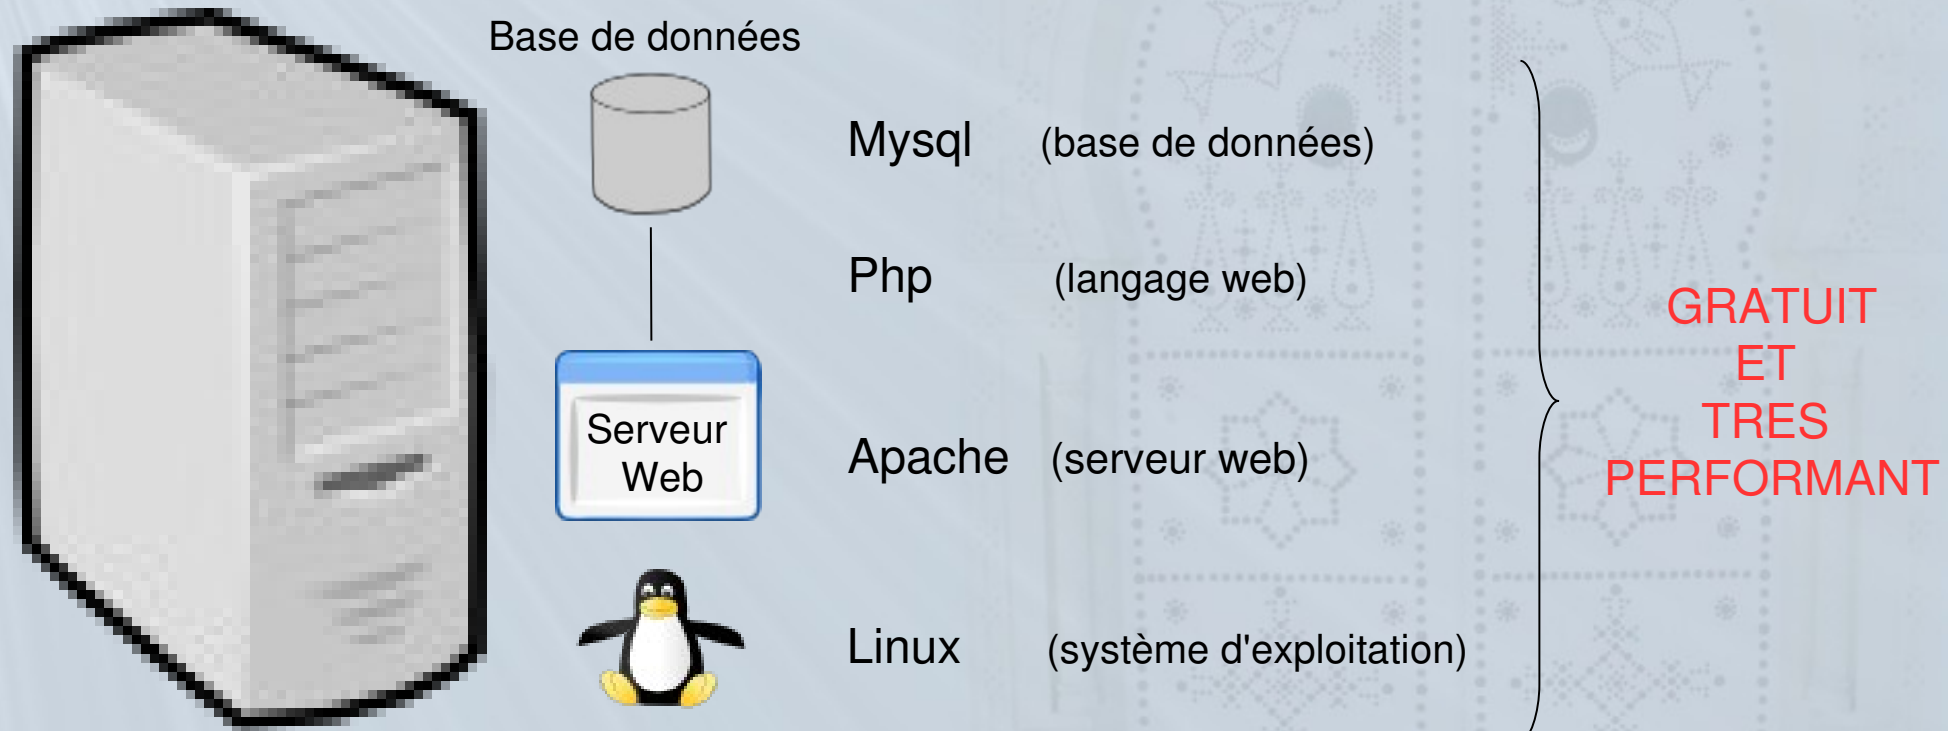 Base de données
Mysql (base de données)
Php (langage web)
Serveur
Web
Apache (serveur web)
Linux (système d'exploitation)
GRATUIT
ET
TRES
PERFORMANT